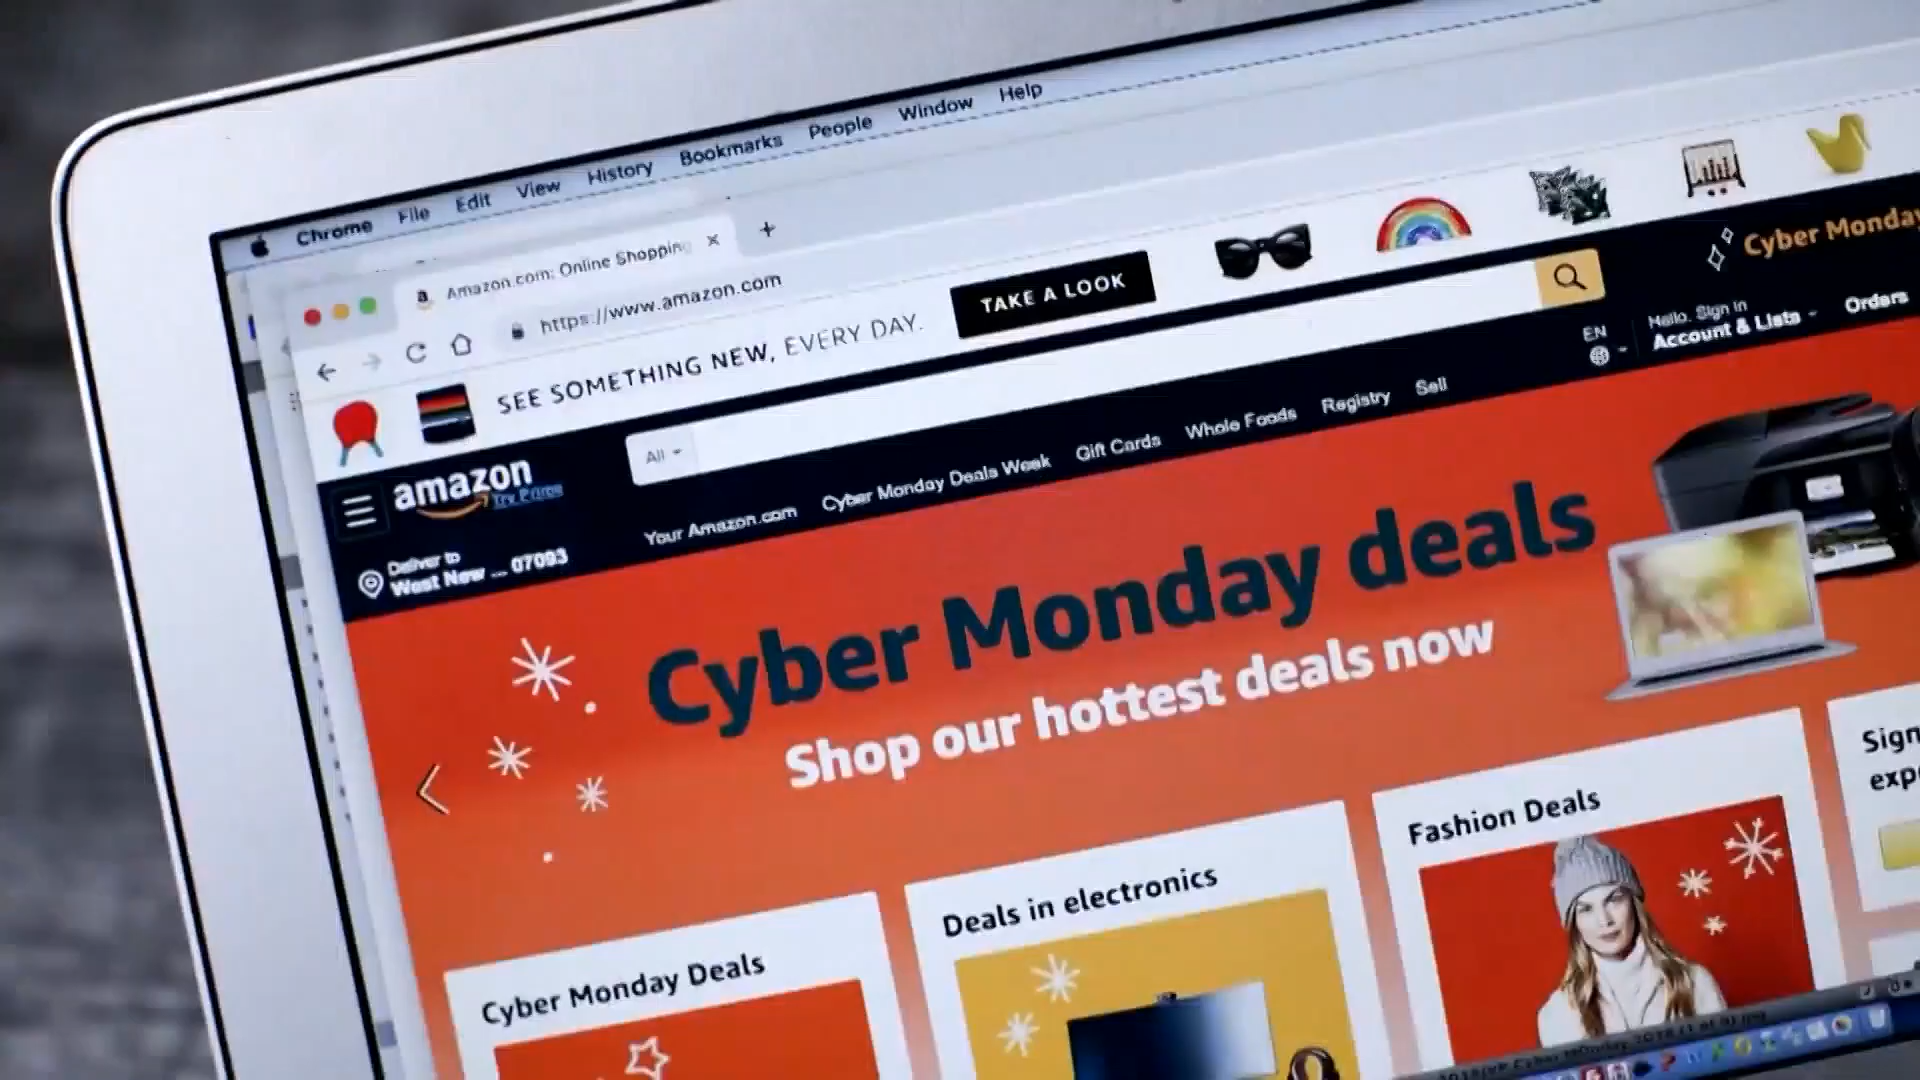 Chrome File Edit View History Bookmarks People Window Help
a Amazon.com: Online Shopping
https://www.amazon.com
SEE SOMETHING NEW, EVERY DAY. TAKE A LOOK
amazon
Try Prime
All
Cyber Monday
Deliver to
West New ... 07093
Your Amazon.com Cyber Monday Deals Week Gift Cards Whole Foods Registry Sell
EN
Hello, Sign in
Account & Lists
Orders
Cyber Monday deals
Shop our hottest deals now
Cyber Monday Deals
Deals in electronics
Fashion Deals
Sign
exp